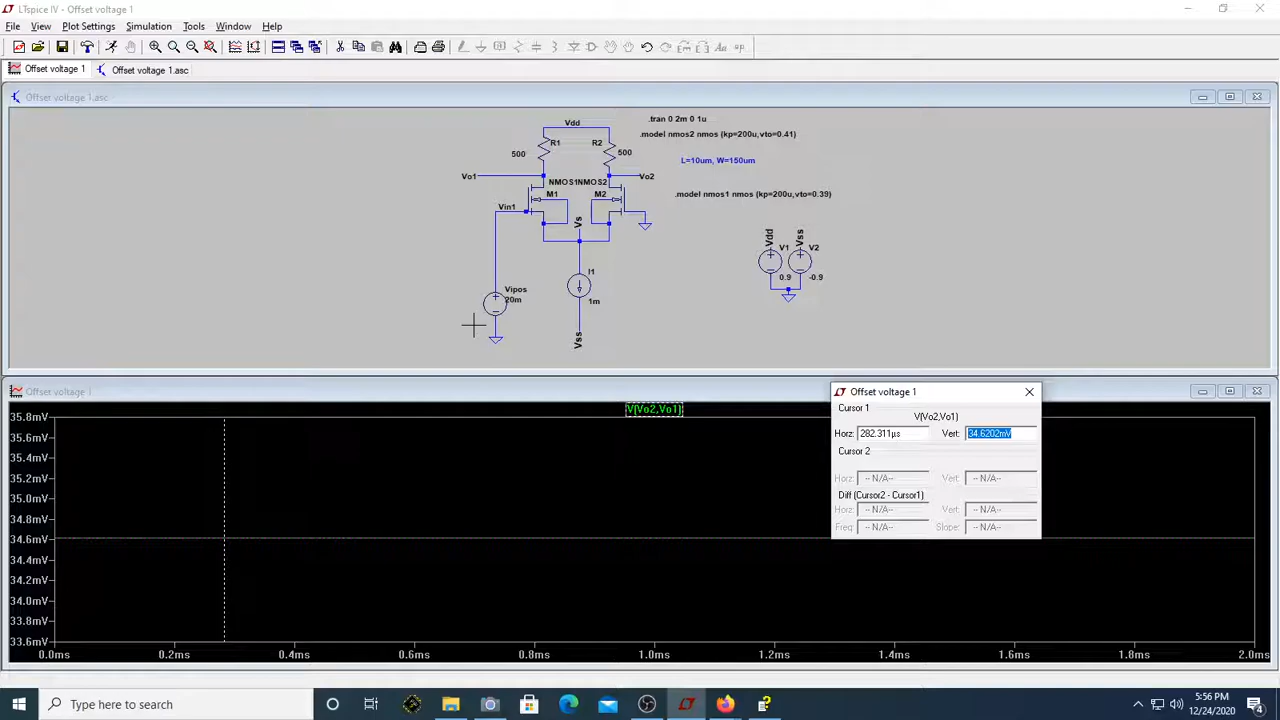 LTspice IV - Offset voltage 1
File View Plot Settings Simulation Tools Window Help
Offset voltage 1 Offset voltage 1.asc
Offset voltage 1.asc
Vdd
.tran 0 2m 0 1u
.model nmos2 nmos (kp=200u,vto=0.41)
R1 R2
500 500
L=10um, W=150um
Vo1 Vo2
NMOS1NMOS2
M1 M2
.model nmos1 nmos (kp=200u,vto=0.39)
Vin1
Vs
Vdd Vss
V1 V2
I1
0.9 -0.9
Vipos
20m
1m
Vss
Offset voltage 1
V(Vo2,Vo1)
35.8mV
35.6mV
35.4mV
35.2mV
35.0mV
34.8mV
34.6mV
34.4mV
34.2mV
34.0mV
33.8mV
33.6mV
0.0ms 0.2ms 0.4ms 0.6ms 0.8ms 1.0ms 1.2ms 1.4ms 1.6ms 1.8ms 2.0ms
Offset voltage 1
Cursor 1
V(Vo2,Vo1)
Horz: 282.311µs Vert: 34.6202mV
Cursor 2
Horz: -- N/A-- Vert: -- N/A--
Diff (Cursor2 - Cursor1)
Horz: -- N/A-- Vert: -- N/A--
Freq: -- N/A-- Slope: -- N/A--
Type here to search
5:56 PM
12/24/2020